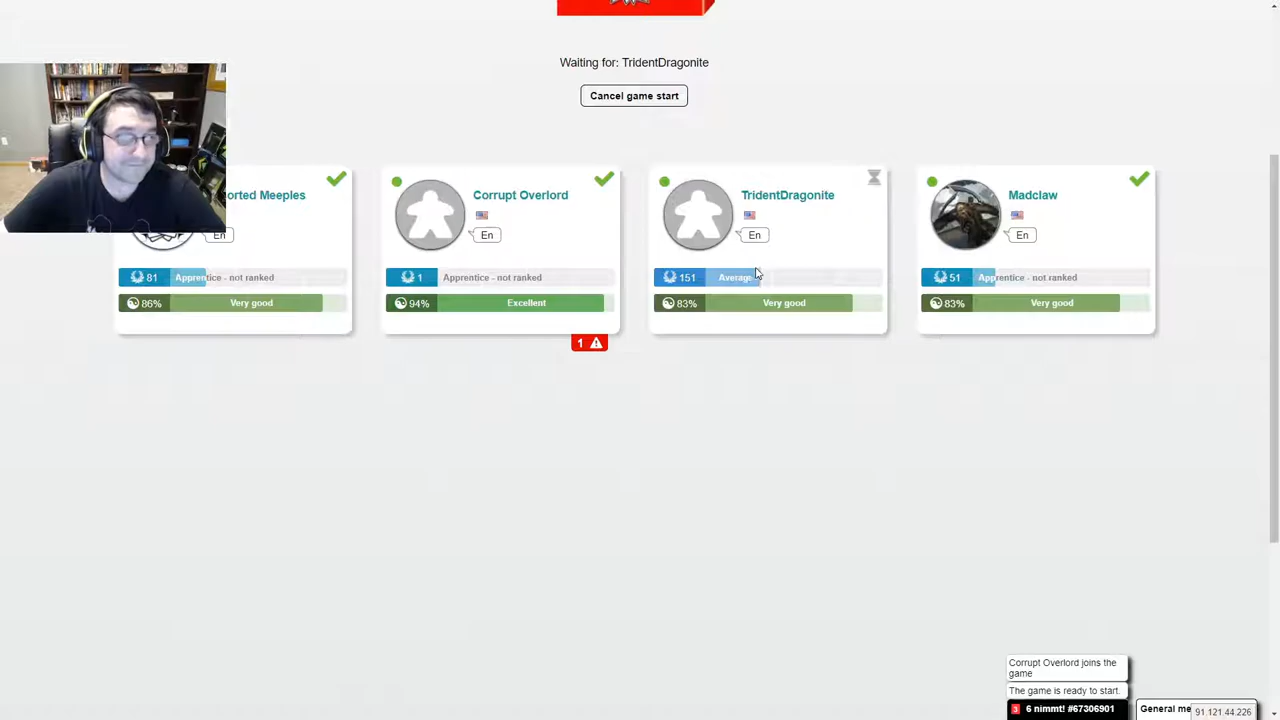 Waiting for: TridentDragonite
Cancel game start
orted Meeples
En
81 Apprentice - not ranked
86% Very good
Corrupt Overlord
En
1 Apprentice - not ranked
94% Excellent
1
TridentDragonite
En
151 Average
83% Very good
Madclaw
En
51 Apprentice - not ranked
83% Very good
Corrupt Overlord joins the
game
The game is ready to start.
3 6 nimmt! #67306901
General me
91.121.44.226